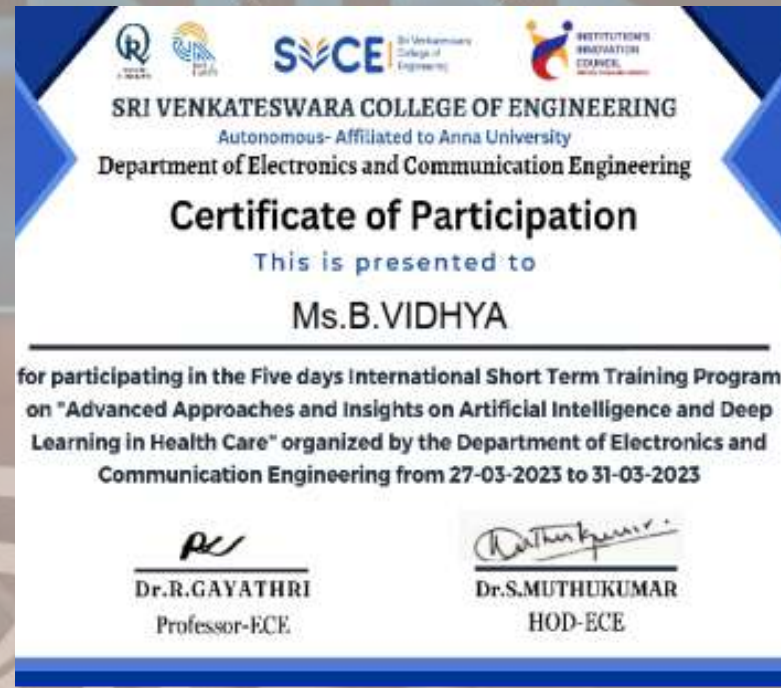 SVCE Sri Venkateswara College of Engineering
INSTITUTION'S INNOVATION COUNCIL
SRI VENKATESWARA COLLEGE OF ENGINEERING
Autonomous- Affiliated to Anna University
Department of Electronics and Communication Engineering
Certificate of Participation
This is presented to
Ms.B.VIDHYA
for participating in the Five days International Short Term Training Program
on "Advanced Approaches and Insights on Artificial Intelligence and Deep
Learning in Health Care" organized by the Department of Electronics and
Communication Engineering from 27-03-2023 to 31-03-2023
Dr.R.GAYATHRI
Dr.S.MUTHUKUMAR
Professor-ECE
HOD-ECE